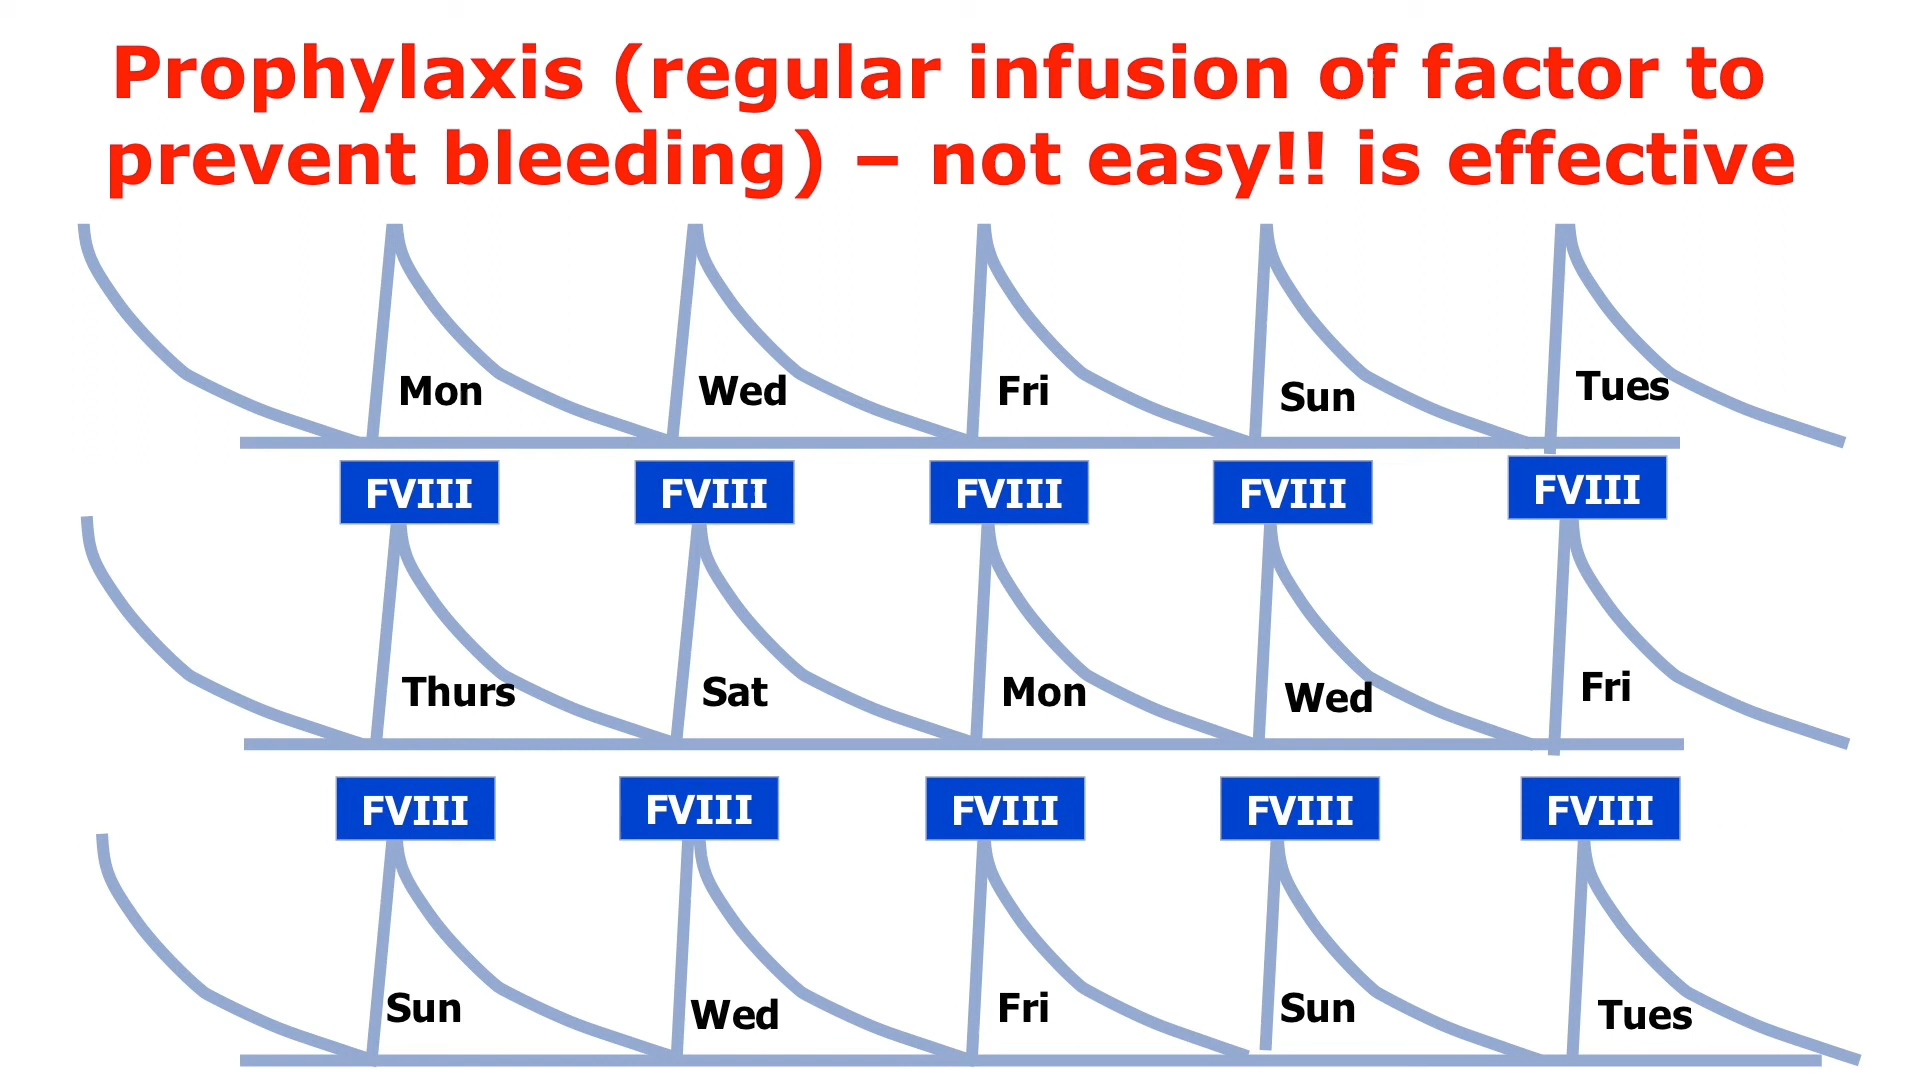 Prophylaxis (regular infusion of factor to
prevent bleeding) – not easy!! is effective
Mon Wed Fri Sun Tues
FVIII FVIII FVIII FVIII FVIII
Thurs Sat Mon Wed Fri
FVIII FVIII FVIII FVIII FVIII
Sun Wed Fri Sun Tues